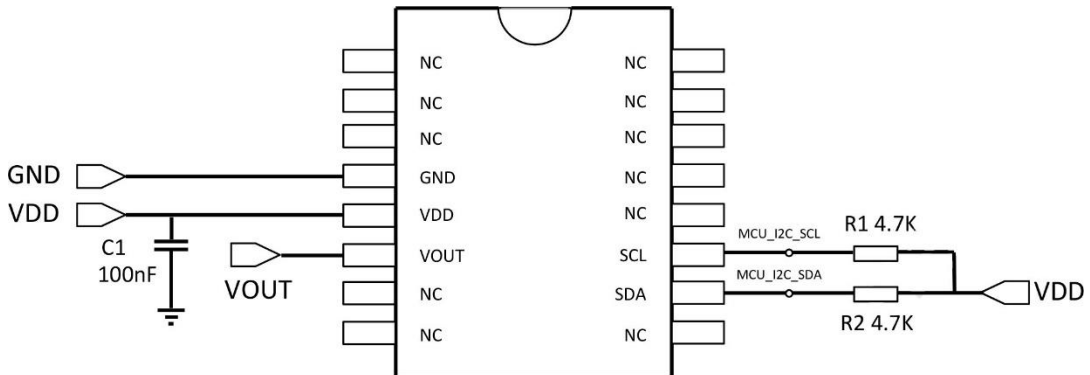 NC NC
NC NC
NC NC
GND GND NC
VDD VDD NC
C1
100nF
VOUT VOUT SCL MCU_I2C_SCL R1 4.7K
NC SDA MCU_I2C_SDA VDD
R2 4.7K
NC NC